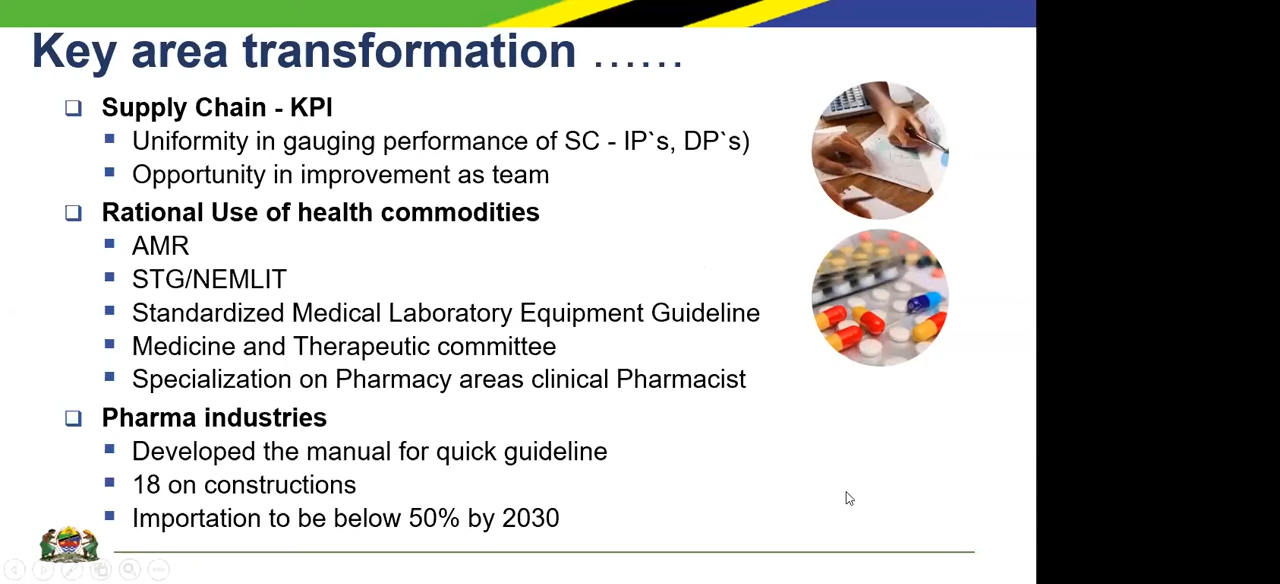 Key area transformation ......
Supply Chain - KPI
Uniformity in gauging performance of SC - IP`s, DP`s)
Opportunity in improvement as team
Rational Use of health commodities
AMR
STG/NEMLIT
Standardized Medical Laboratory Equipment Guideline
Medicine and Therapeutic committee
Specialization on Pharmacy areas clinical Pharmacist
Pharma industries
Developed the manual for quick guideline
18 on constructions
Importation to be below 50% by 2030